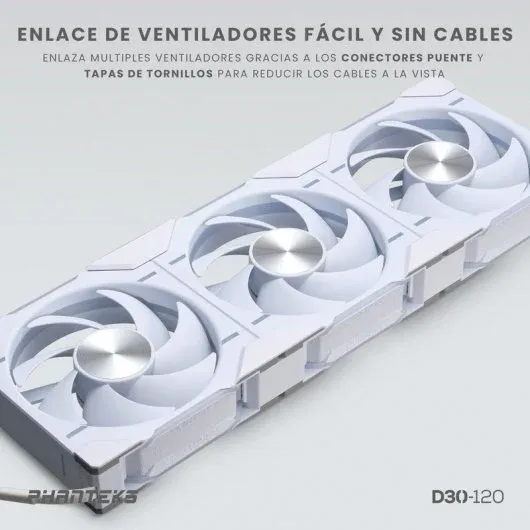 ENLACE DE VENTILADORES FÁCIL Y SIN CABLES
ENLAZA MULTIPLES VENTILADORES GRACIAS A LOS CONECTORES PUENTE Y
TAPAS DE TORNILLOS PARA REDUCIR LOS CABLES A LA VISTA
PHANTEKS
D30-120